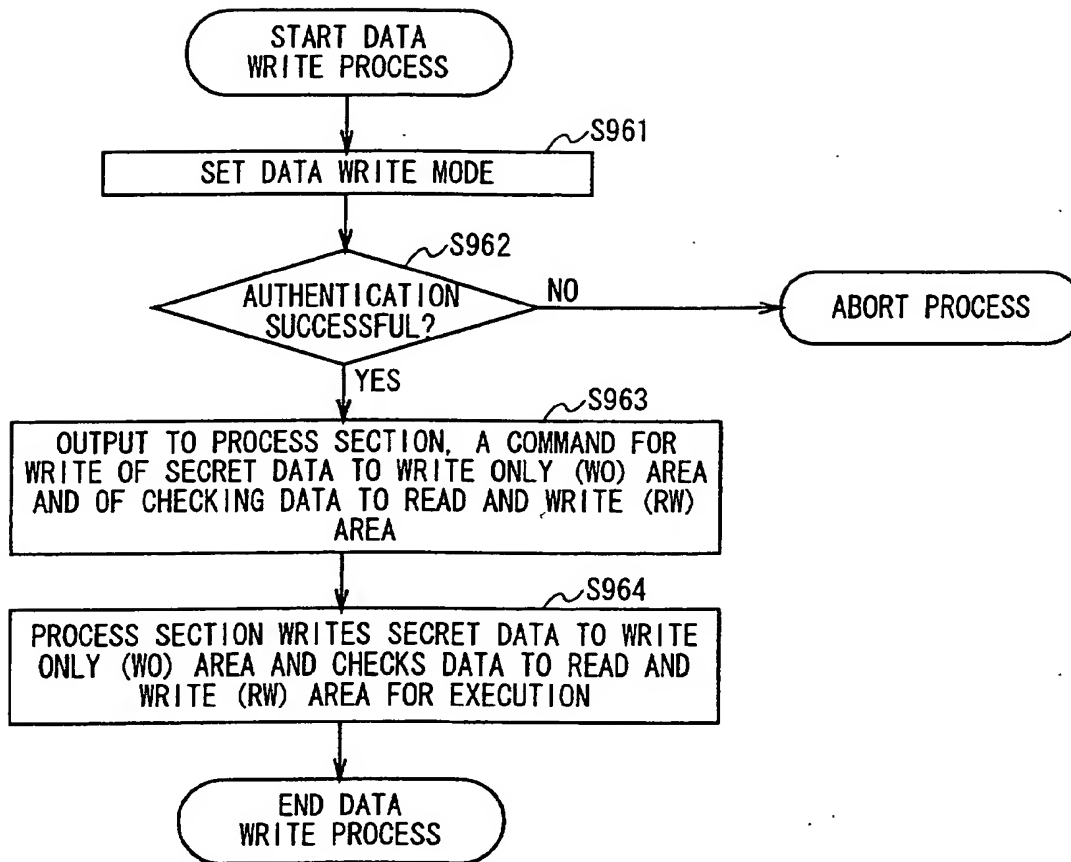 START DATA
WRITE PROCESS
S961
SET DATA WRITE MODE
S962
AUTHENTICATION
SUCCESSFUL?
NO
ABORT PROCESS
YES
S963
OUTPUT TO PROCESS SECTION, A COMMAND FOR
WRITE OF SECRET DATA TO WRITE ONLY (WO) AREA
AND OF CHECKING DATA TO READ AND WRITE (RW)
AREA
S964
PROCESS SECTION WRITES SECRET DATA TO WRITE
ONLY (WO) AREA AND CHECKS DATA TO READ AND
WRITE (RW) AREA FOR EXECUTION
END DATA
WRITE PROCESS